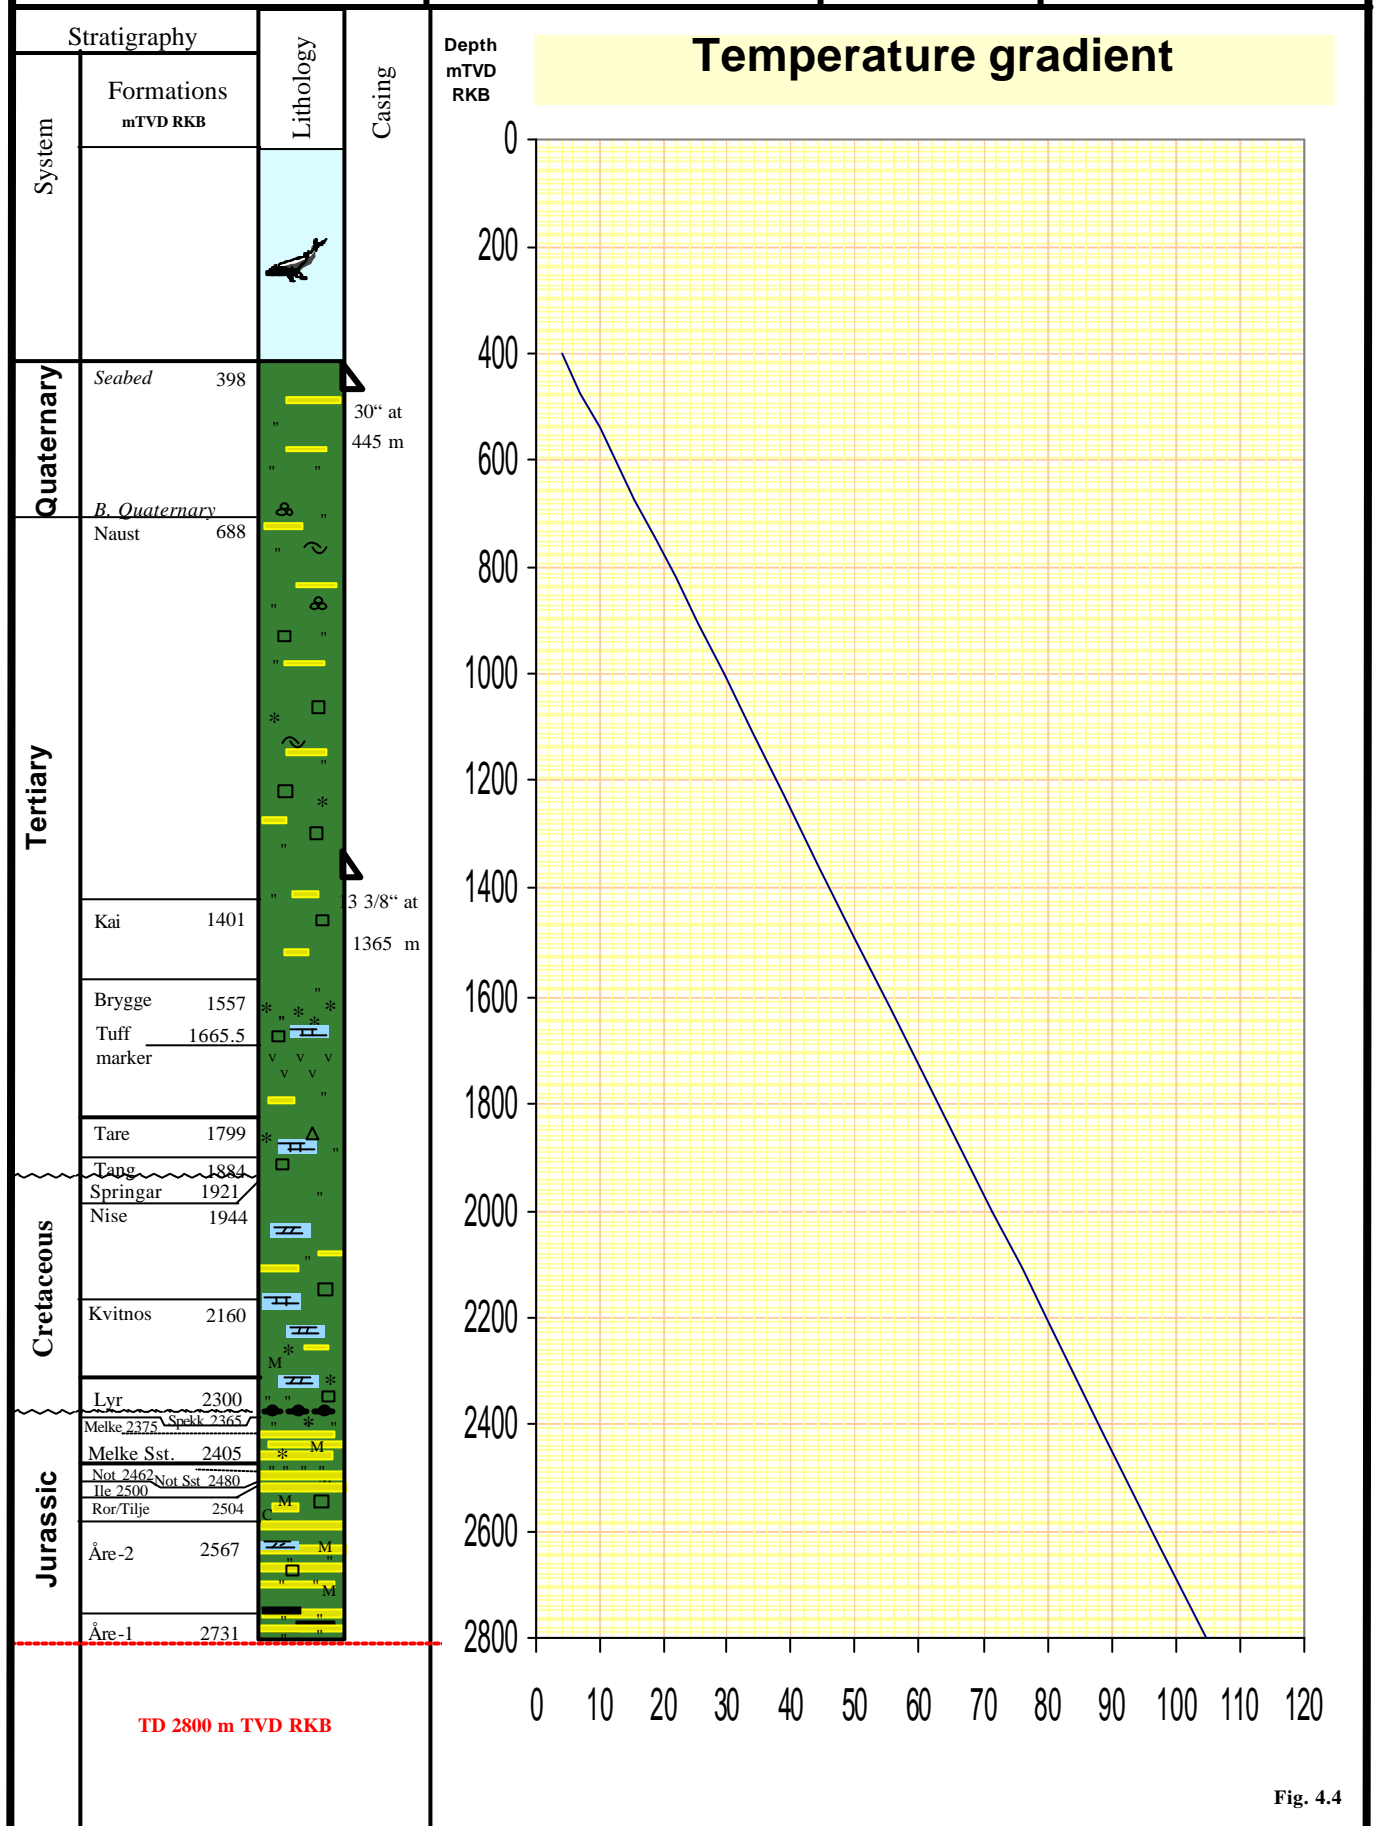 Stratigraphy
System
Formations
mTVD RKB
Lithology
Casing
Depth
mTVD
RKB
Temperature gradient
Quaternary
Tertiary
Cretaceous
Jurassic
Seabed 398
B. Quaternary
Naust 688
Kai 1401
Brygge 1557
Tuff 1665.5
marker
Tare 1799
Tang 1884
Springar 1921
Nise 1944
Kvitnos 2160
Lyr 2300
Spekk 2365
Melke 2375
Melke Sst. 2405
Not 2462
Not Sst 2480
Ile 2500
Ror/Tilje 2504
Åre-2 2567
Åre-1 2731
TD 2800 m TVD RKB
v v v
v v
M
M
M
C
M
M
30“ at
445 m
13 3/8“ at
1365 m
0
200
400
600
800
1000
1200
1400
1600
1800
2000
2200
2400
2600
2800
0 10 20 30 40 50 60 70 80 90 100 110 120
Fig. 4.4